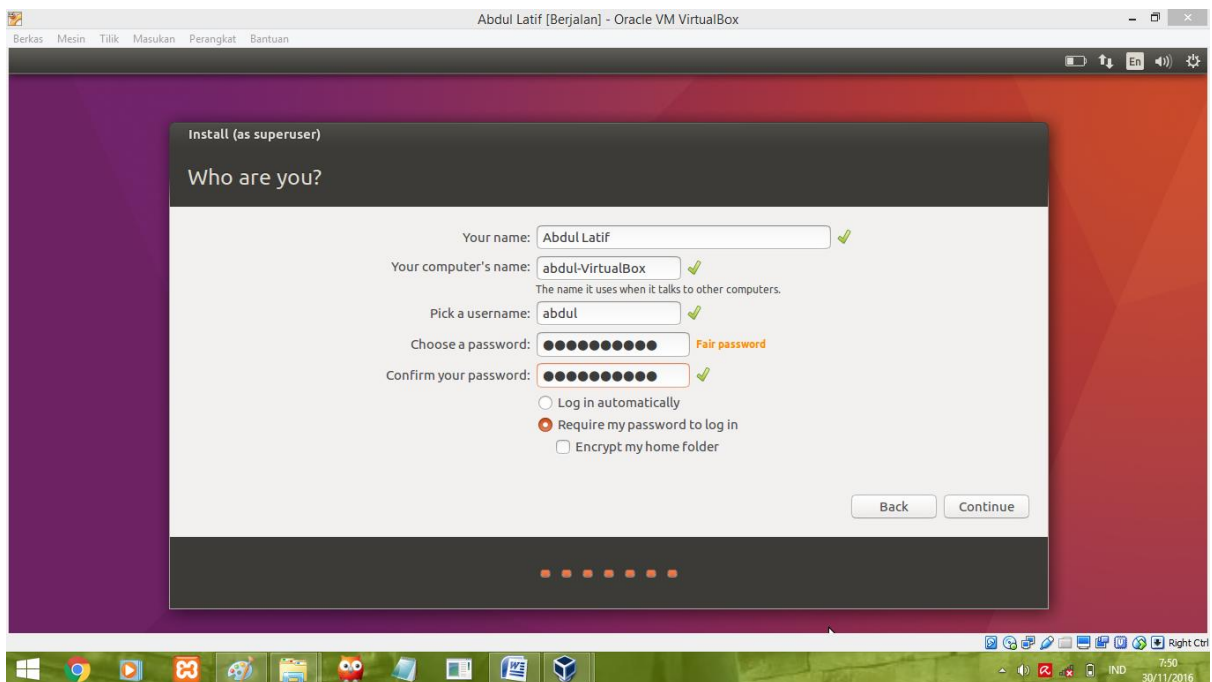 Abdul Latif [Berjalan] - Oracle VM VirtualBox
Berkas Mesin Tilik Masukan Perangkat Bantuan
En
Install (as superuser)
Who are you?
Your name: Abdul Latif
Your computer's name: abdul-VirtualBox
The name it uses when it talks to other computers.
Pick a username: abdul
Choose a password: ●●●●●●●●●● Fair password
Confirm your password: ●●●●●●●●●●
Log in automatically
Require my password to log in
Encrypt my home folder
Back Continue
Right Ctrl
IND 7:50
30/11/2016